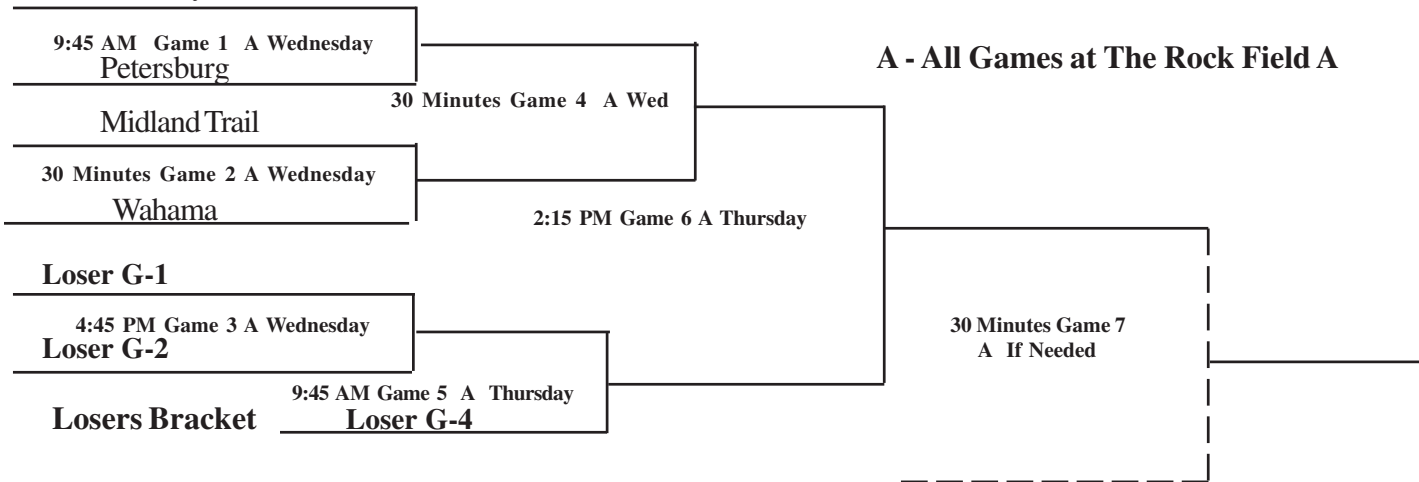 9:45 AM Game 1 A Wednesday
Petersburg
A - All Games at The Rock Field A
30 Minutes Game 4 A Wed
Midland Trail
30 Minutes Game 2 A Wednesday
Wahama
2:15 PM Game 6 A Thursday
Loser G-1
4:45 PM Game 3 A Wednesday
Loser G-2
30 Minutes Game 7
A If Needed
9:45 AM Game 5 A Thursday
Losers Bracket
Loser G-4